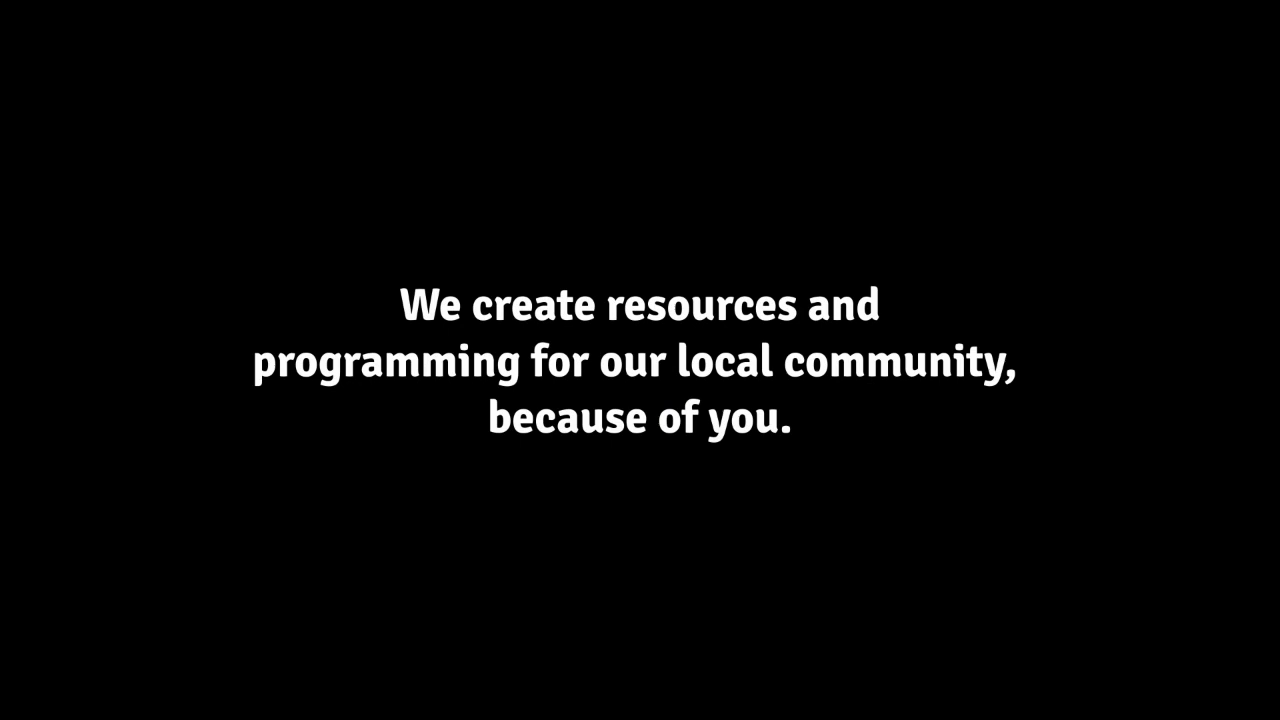 We create resources and
programming for our local community,
because of you.